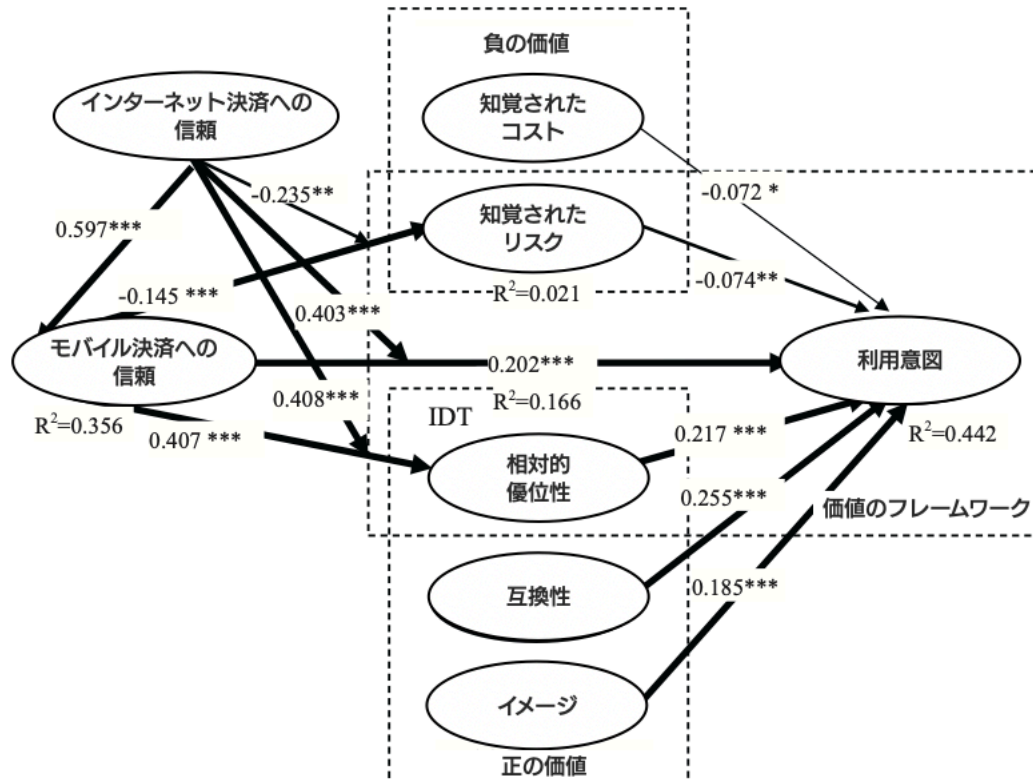 負の価値
インターネット決済への
信頼
知覚された
コスト
-0.072 *
-0.235**
知覚された
リスク
0.597***
-0.074**
-0.145 ***
R²=0.021
0.403***
モバイル決済への
信頼
0.202***
利用意図
0.408***
R²=0.166
IDT
R²=0.356
0.407 ***
0.217 ***
R²=0.442
相対的
優位性
0.255***
価値のフレームワーク
互換性
0.185***
イメージ
正の価値